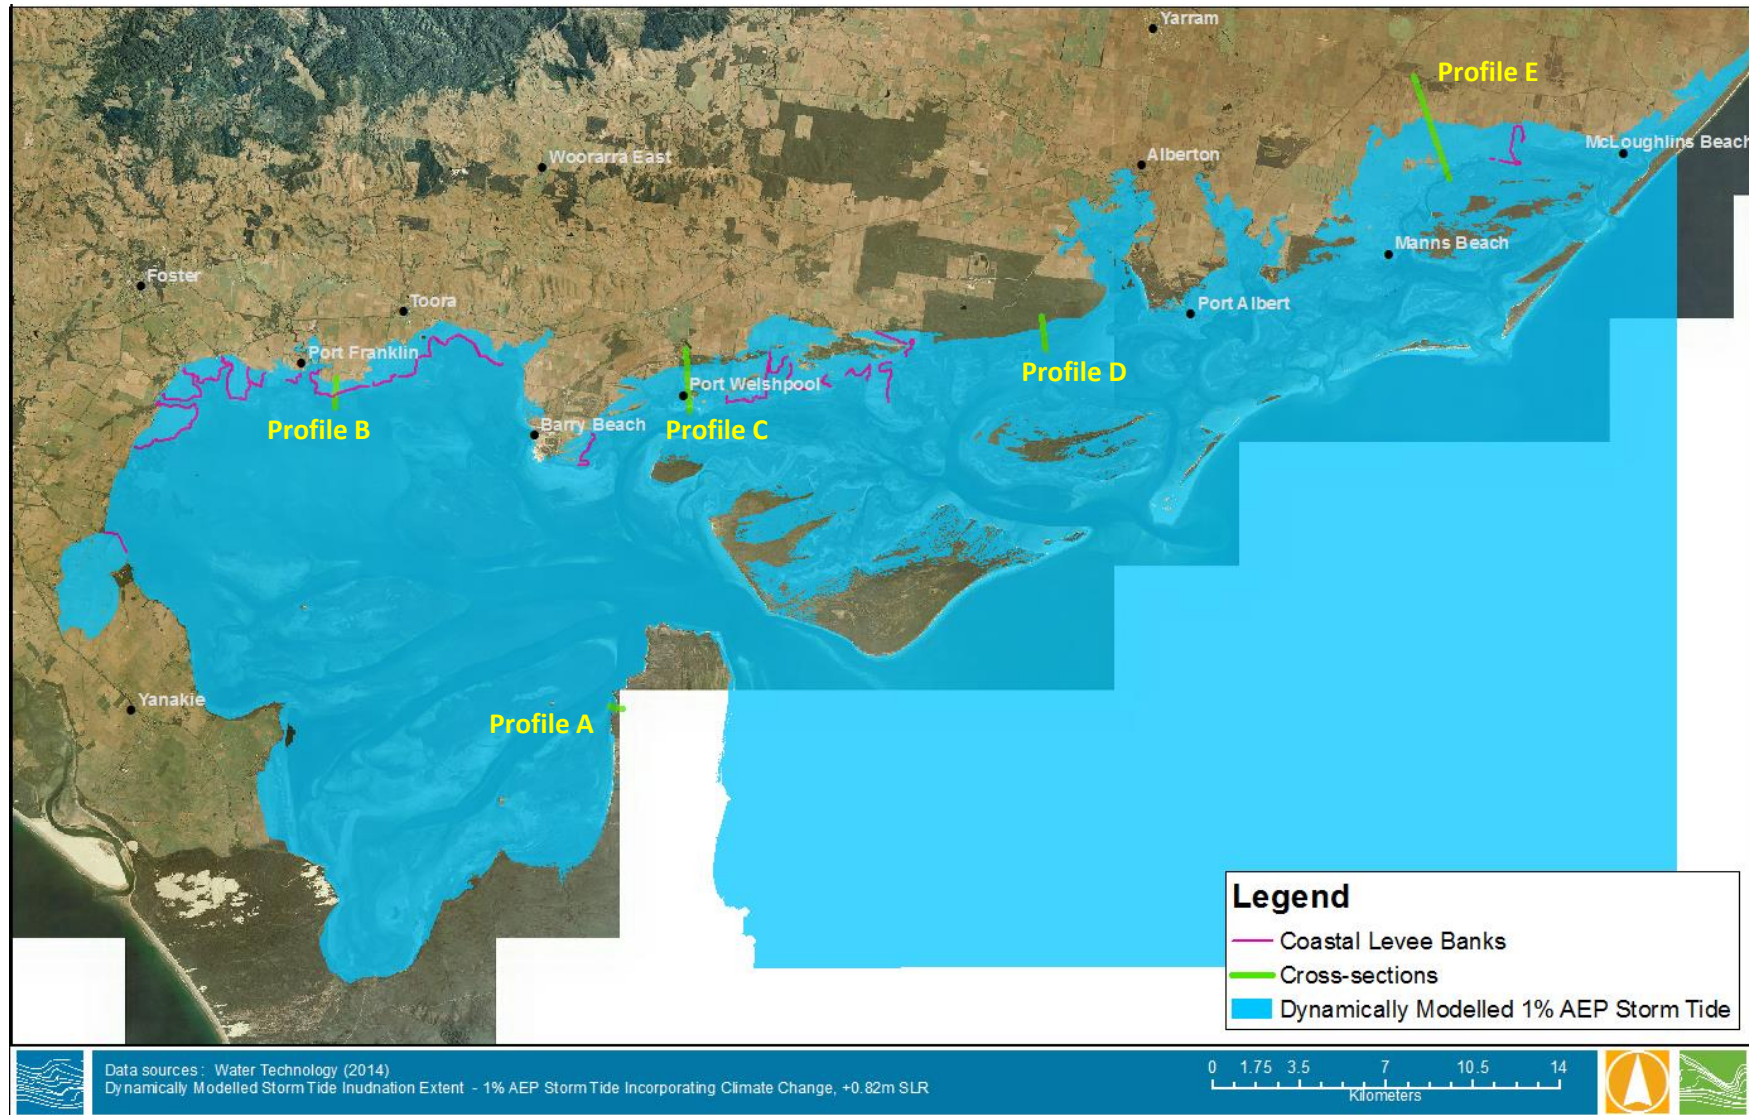 Yarram
Profile E
McLoughlins Beach
Woorarra East
Alberton
Manns Beach
Foster
Toora
Port Albert
Port Franklin
Profile D
Port Welshpool
Profile B
Barry Beach
Profile C
Yanakie
Profile A
Legend
Coastal Levee Banks
Cross-sections
Dynamically Modelled 1% AEP Storm Tide
Data sources : Water Technology (2014)
Dynamically Modelled Storm Tide Inudnation Extent - 1% AEP Storm Tide Incorporating Climate Change, +0.82m SLR
0 1.75 3.5 7 10.5 14
Kilometers